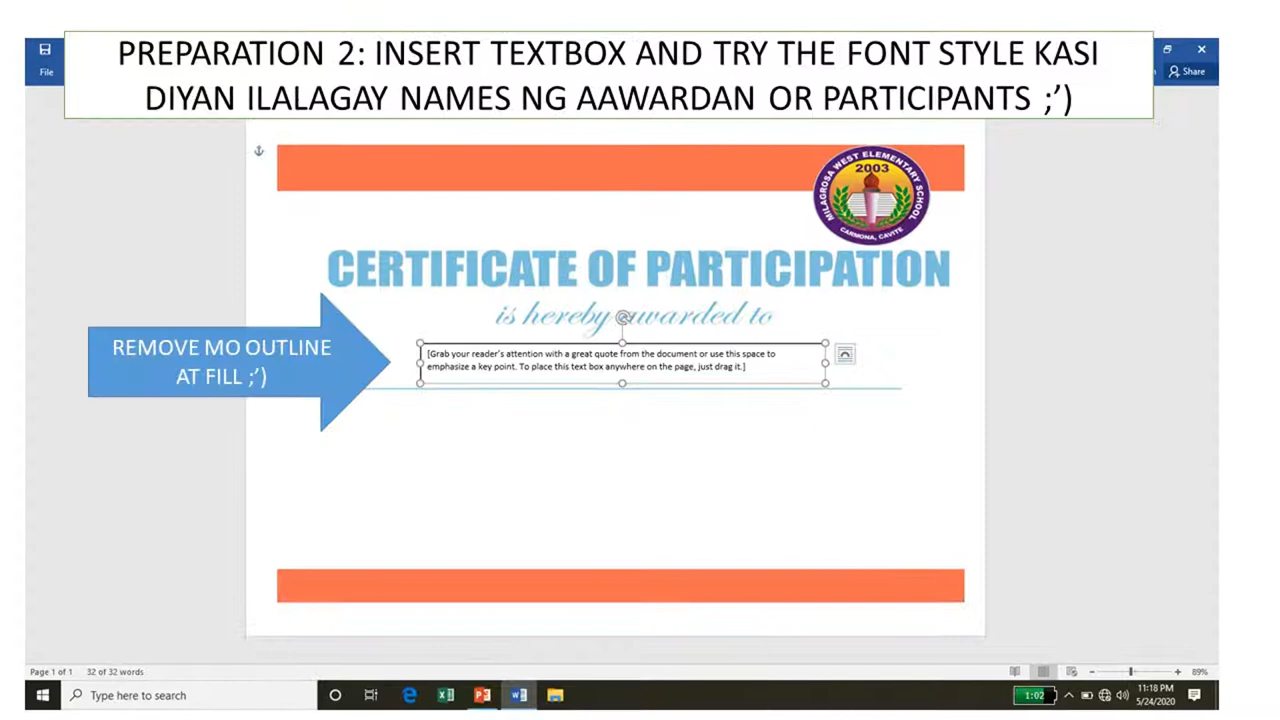 PREPARATION 2: INSERT TEXTBOX AND TRY THE FONT STYLE KASI
DIYAN ILALAGAY NAMES NG AAWARDAN OR PARTICIPANTS ;')
File
Share
MILAGROSA WEST ELEMENTARY SCHOOL
2003
CARMONA, CAVITE
CERTIFICATE OF PARTICIPATION
is hereby awarded to
REMOVE MO OUTLINE
AT FILL ;')
[Grab your reader's attention with a great quote from the document or use this space to
emphasize a key point. To place this text box anywhere on the page, just drag it.]
Page 1 of 1 32 of 32 words
89%
Type here to search
1:02
11:18 PM
5/24/2020